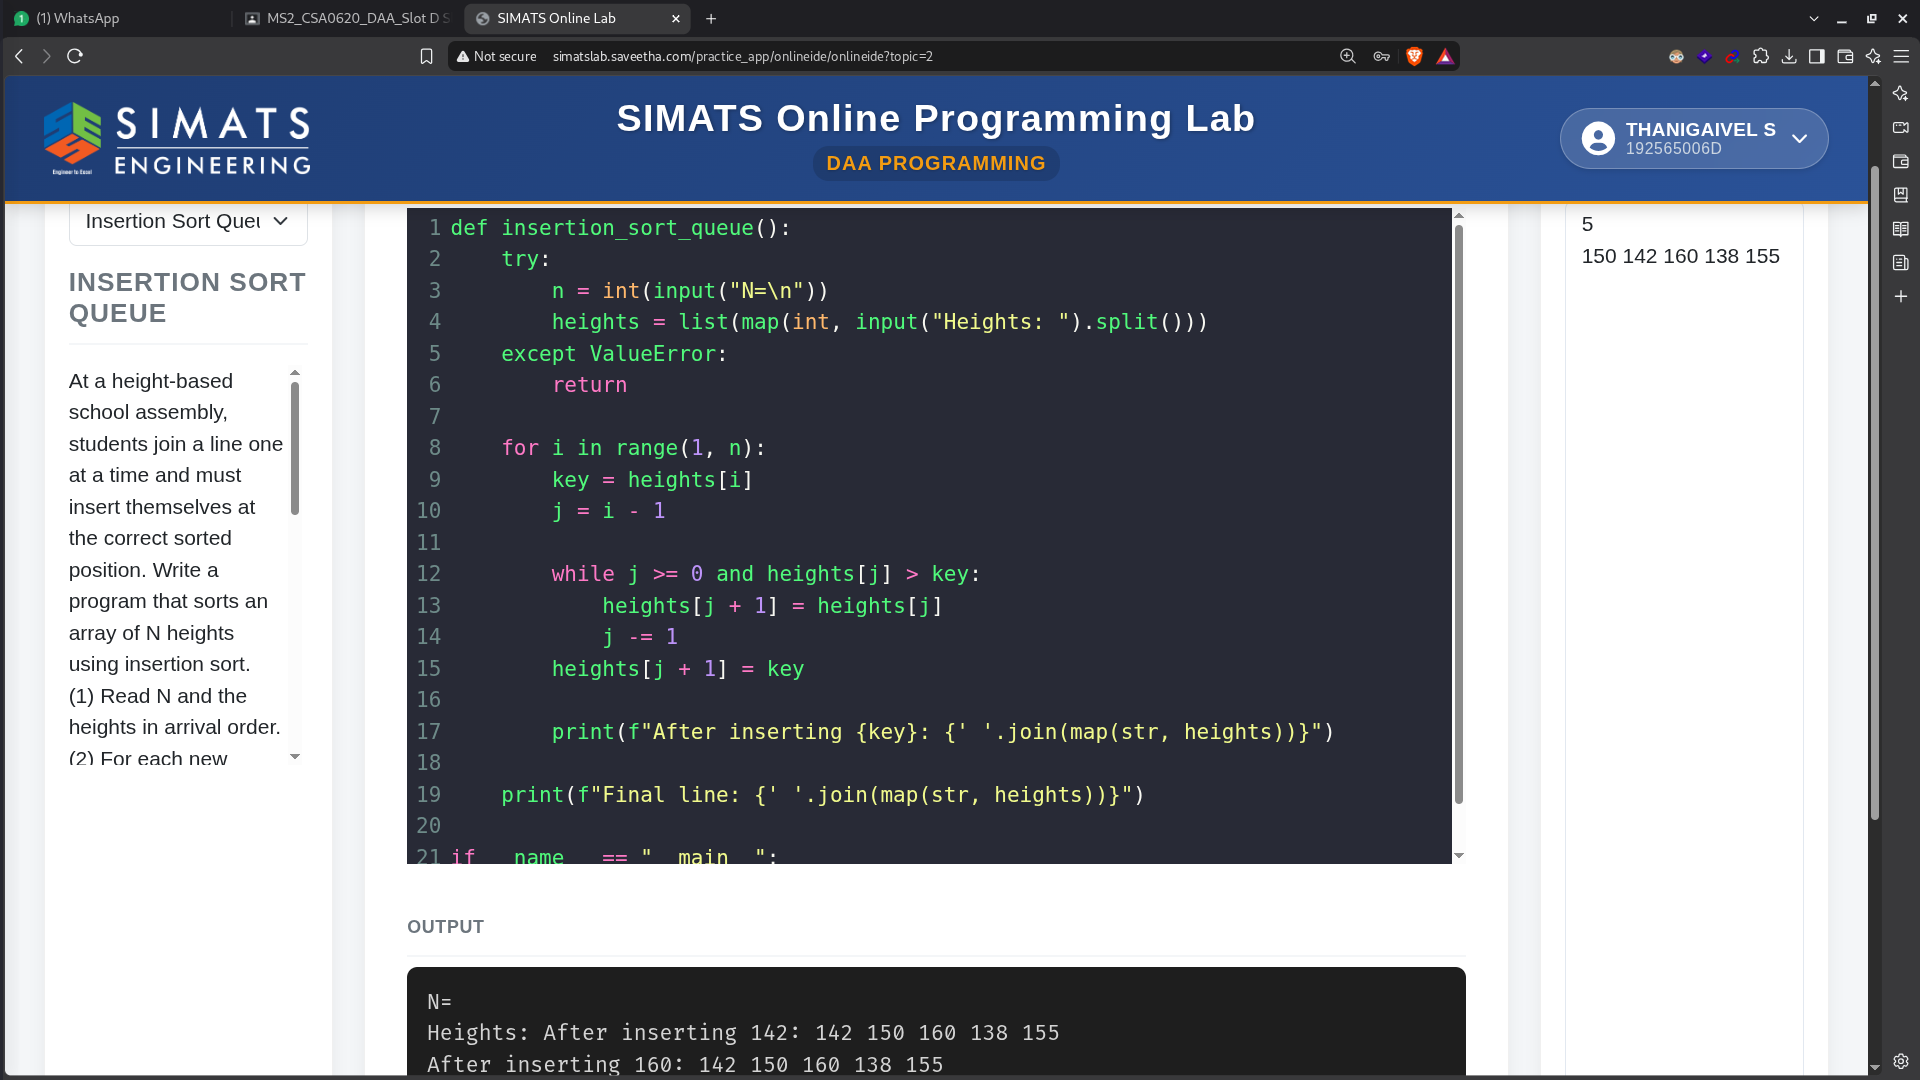 (1) WhatsApp
MS2_CSA0620_DAA_Slot D S
SIMATS Online Lab
Not secure
simatslab.saveetha.com/practice_app/onlineide/onlineide?topic=2
SIMATS
ENGINEERING
Engineer to Excel
SIMATS Online Programming Lab
DAA PROGRAMMING
THANIGAIVEL S
192565006D
Insertion Sort Queu
INSERTION SORT
QUEUE
At a height-based
school assembly,
students join a line one
at a time and must
insert themselves at
the correct sorted
position. Write a
program that sorts an
array of N heights
using insertion sort.
(1) Read N and the
heights in arrival order.
(2) For each new
1 def insertion_sort_queue():
2     try:
3         n = int(input("N=\n"))
4         heights = list(map(int, input("Heights: ").split()))
5     except ValueError:
6         return
7
8     for i in range(1, n):
9         key = heights[i]
10         j = i - 1
11
12         while j >= 0 and heights[j] > key:
13             heights[j + 1] = heights[j]
14             j -= 1
15         heights[j + 1] = key
16
17         print(f"After inserting {key}: {' '.join(map(str, heights))}")
18
19     print(f"Final line: {' '.join(map(str, heights))}")
20
21 if __name__ == "__main__":
OUTPUT
N=
Heights: After inserting 142: 142 150 160 138 155
After inserting 160: 142 150 160 138 155
5
150 142 160 138 155